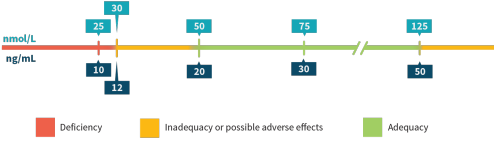 30
25 50 75 125
nmol/L
ng/mL
10 20 30 50
12
Deficiency Inadequacy or possible adverse effects Adequacy